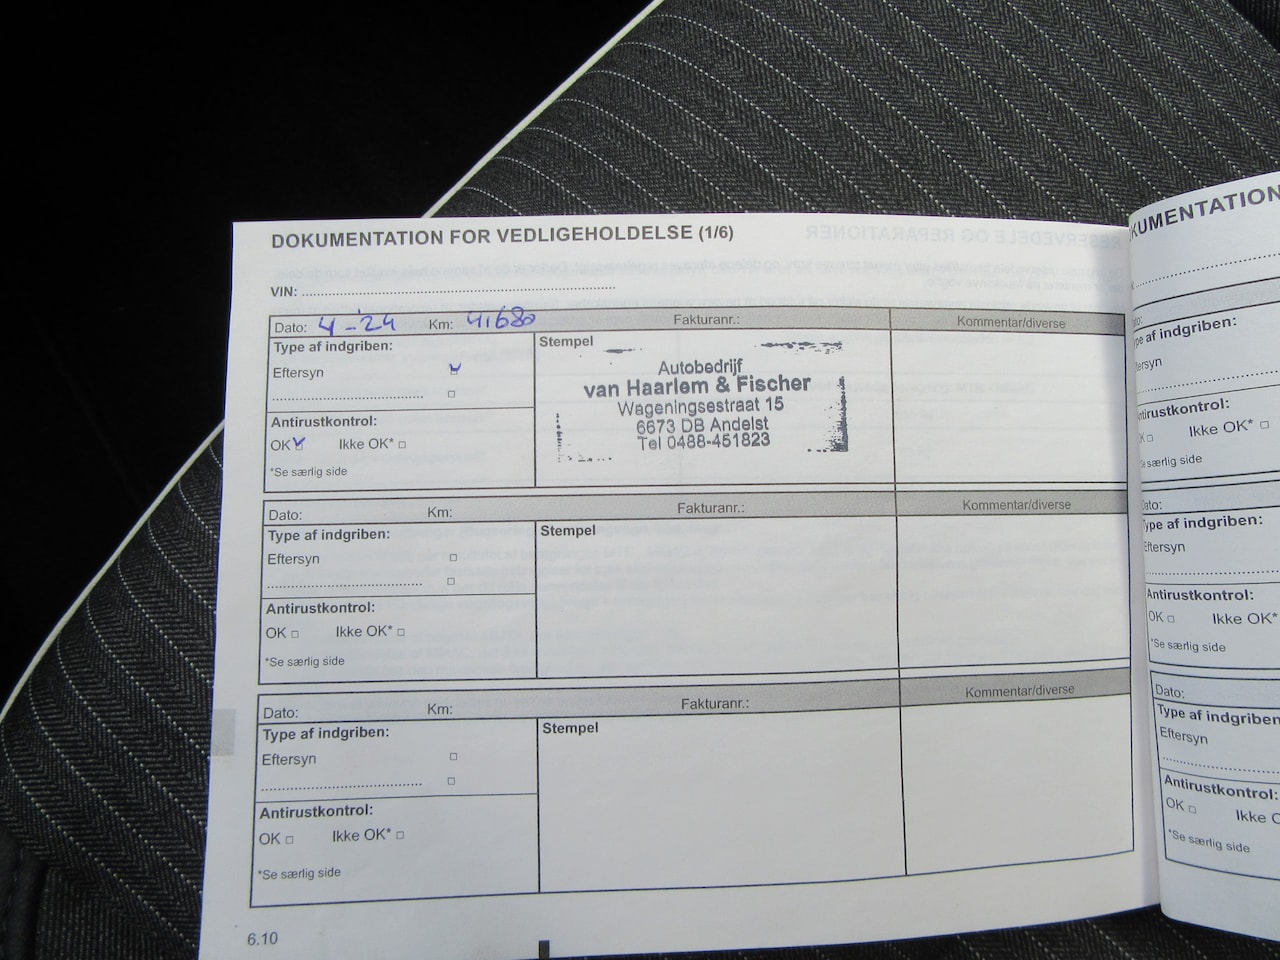 DOKUMENTATION FOR VEDLIGEHOLDELSE (1/6)
VIN: ....................
Dato: 4-'24 Km: 41680 Fakturanr.: Kommentar/diverse
Type af indgriben:
Eftersyn
Antirustkontrol:
OK Ikke OK*
*Se særlig side
Stempel
Autobedrijf
van Haarlem & Fischer
Wageningsestraat 15
6673 DB Andelst
Tel 0488-451823
Dato: Km: Fakturanr.: Kommentar/diverse
Type af indgriben:
Eftersyn
Antirustkontrol:
OK Ikke OK*
*Se særlig side
Stempel
Dato: Km: Fakturanr.: Kommentar/diverse
Type af indgriben:
Eftersyn
Antirustkontrol:
OK Ikke OK*
*Se særlig side
Stempel
6.10
KUMENTATION
pe af indgriben:
tersyn
ntirustkontrol:
Ikke OK*
e særlig side
Dato:
Type af indgriben:
Eftersyn
Antirustkontrol:
OK Ikke OK*
*Se særlig side
Dato:
Type af indgriben
Eftersyn
Antirustkontrol:
OK Ikke O
*Se særlig side